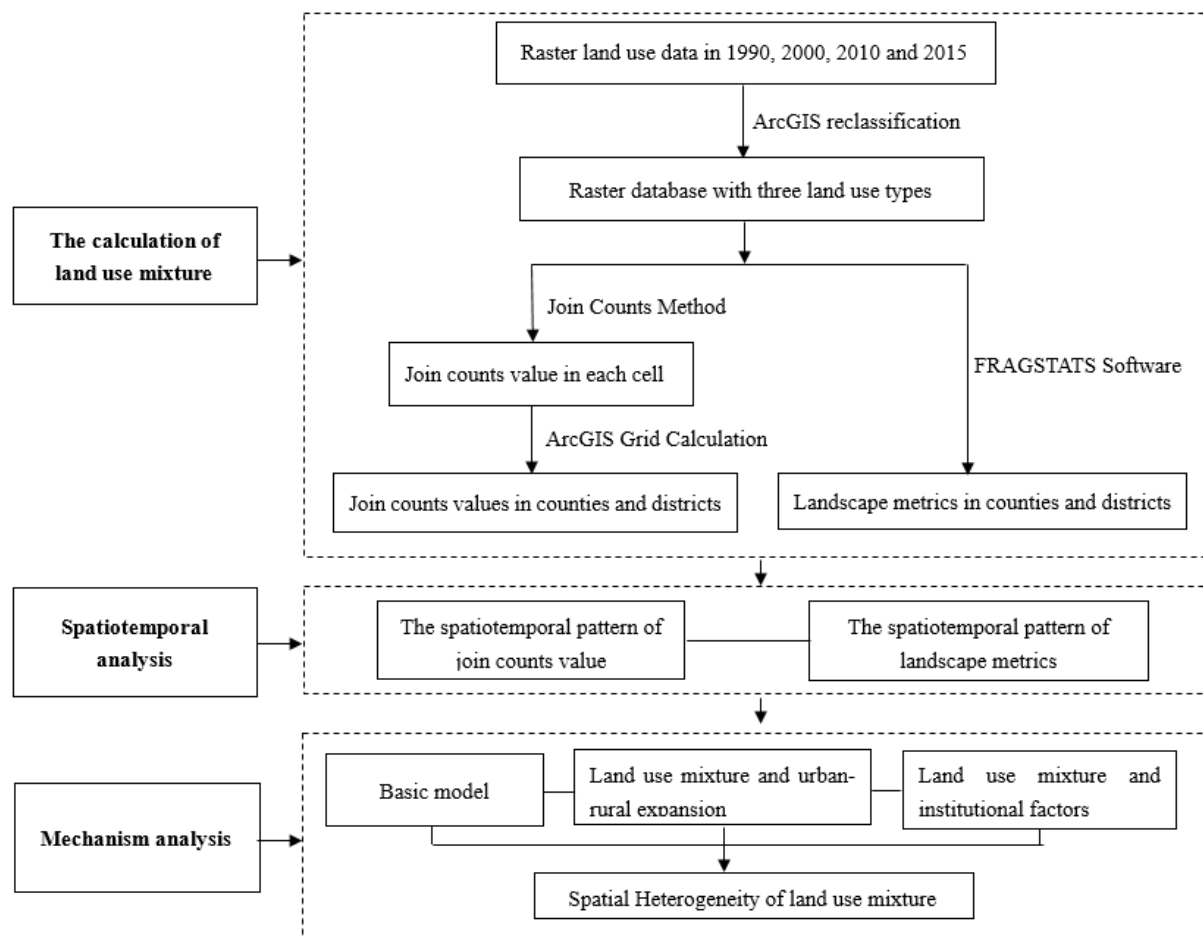 Raster land use data in 1990, 2000, 2010 and 2015
ArcGIS reclassification
Raster database with three land use types
The calculation of
land use mixture
Join Counts Method
Join counts value in each cell
FRAGSTATS Software
ArcGIS Grid Calculation
Join counts values in counties and districts
Landscape metrics in counties and districts
Spatiotemporal
analysis
The spatiotemporal pattern of
join counts value
The spatiotemporal pattern of
landscape metrics
Mechanism analysis
Basic model
Land use mixture and urban-
rural expansion
Land use mixture and
institutional factors
Spatial Heterogeneity of land use mixture